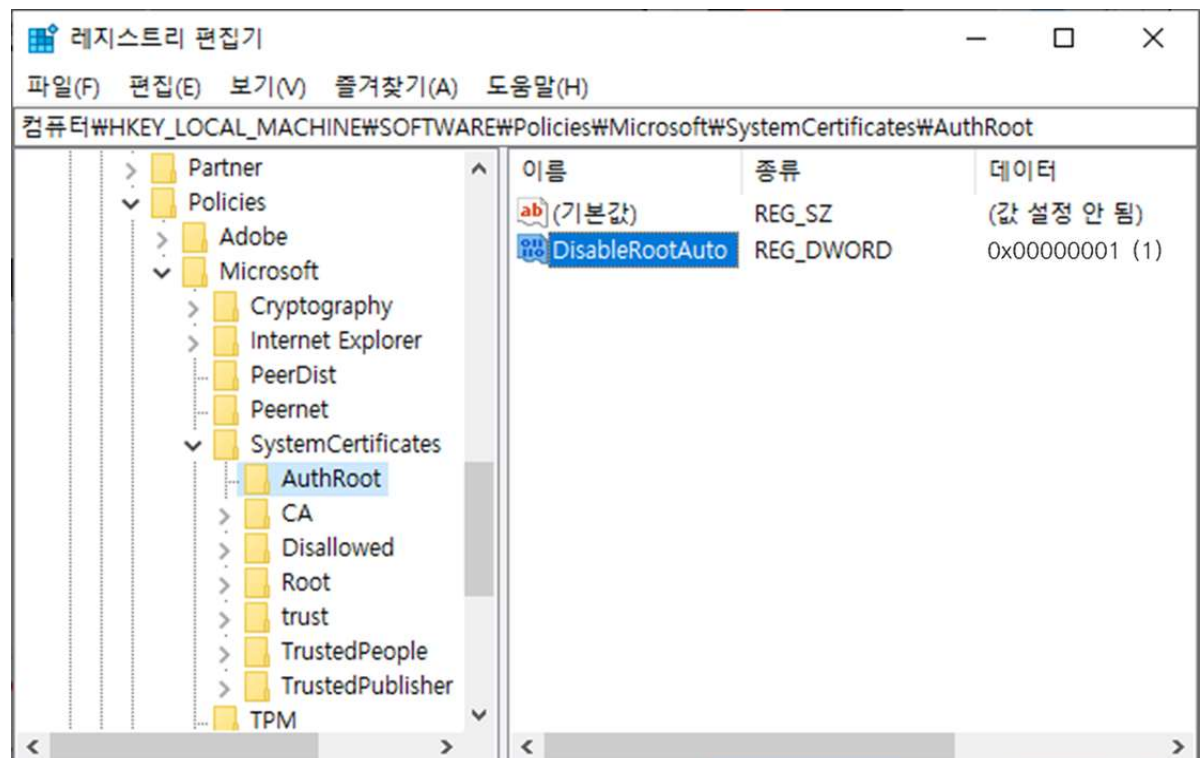 레지스트리 편집기
파일(F) 편집(E) 보기(V) 즐겨찾기(A) 도움말(H)
컴퓨터₩HKEY_LOCAL_MACHINE₩SOFTWARE₩Policies₩Microsoft₩SystemCertificates₩AuthRoot
Partner
Policies
Adobe
Microsoft
Cryptography
Internet Explorer
PeerDist
Peernet
SystemCertificates
AuthRoot
CA
Disallowed
Root
trust
TrustedPeople
TrustedPublisher
TPM
이름 종류 데이터
(기본값) REG_SZ (값 설정 안 됨)
DisableRootAuto REG_DWORD 0x00000001 (1)